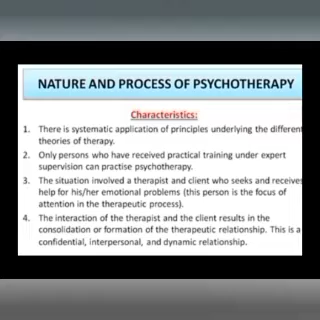 NATURE AND PROCESS OF PSYCHOTHERAPY
Characteristics:
1. There is systematic application of principles underlying the different
theories of therapy.
2. Only persons who have received practical training under expert
supervision can practise psychotherapy.
3. The situation involved a therapist and client who seeks and receives
help for his/her emotional problems (this person is the focus of
attention in the therapeutic process).
4. The interaction of the therapist and the client results in the
consolidation or formation of the therapeutic relationship. This is a
confidential, interpersonal, and dynamic relationship.